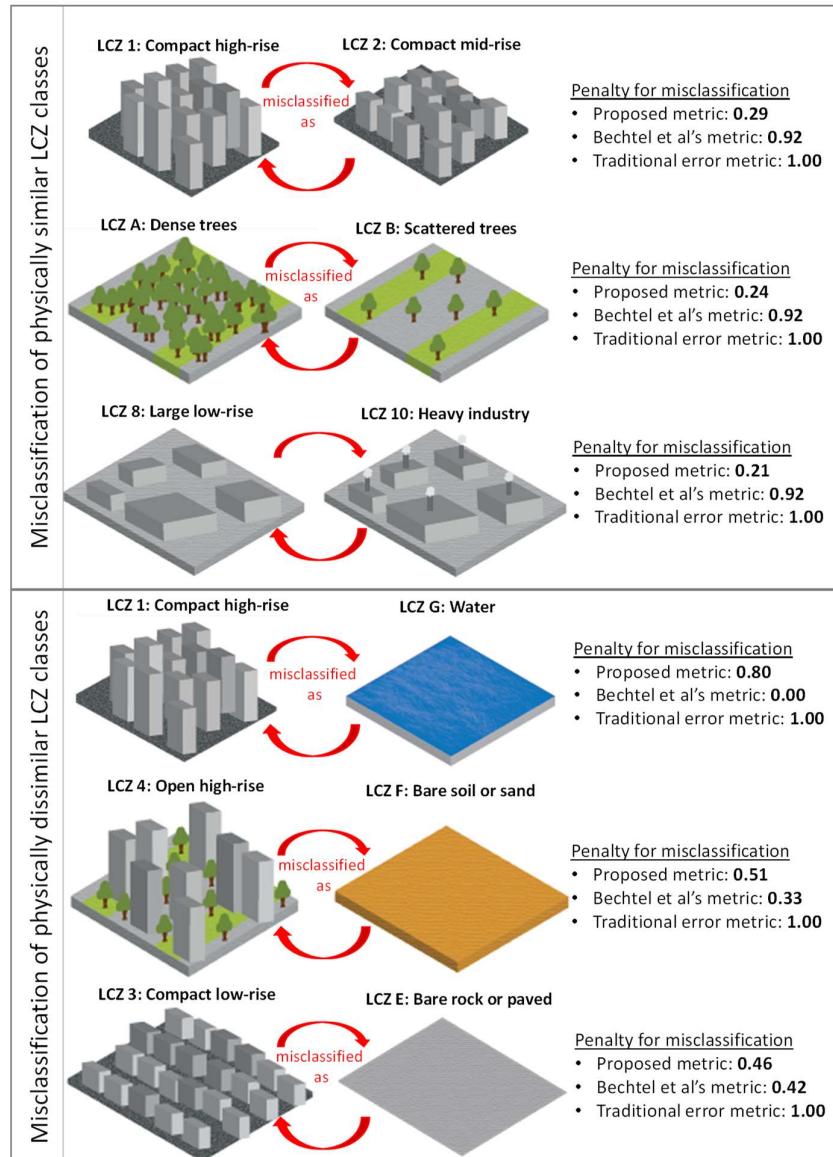 Misclassification of physically similar LCZ classes
LCZ 1: Compact high-rise
LCZ 2: Compact mid-rise
misclassified
as
Penalty for misclassification
• Proposed metric: 0.29
• Bechtel et al’s metric: 0.92
• Traditional error metric: 1.00
LCZ A: Dense trees
LCZ B: Scattered trees
misclassified
as
Penalty for misclassification
• Proposed metric: 0.24
• Bechtel et al’s metric: 0.92
• Traditional error metric: 1.00
LCZ 8: Large low-rise
LCZ 10: Heavy industry
Penalty for misclassification
• Proposed metric: 0.21
• Bechtel et al’s metric: 0.92
• Traditional error metric: 1.00
Misclassification of physically dissimilar LCZ classes
LCZ 1: Compact high-rise
LCZ G: Water
misclassified
as
Penalty for misclassification
• Proposed metric: 0.80
• Bechtel et al’s metric: 0.00
• Traditional error metric: 1.00
LCZ 4: Open high-rise
LCZ F: Bare soil or sand
misclassified
as
Penalty for misclassification
• Proposed metric: 0.51
• Bechtel et al’s metric: 0.33
• Traditional error metric: 1.00
LCZ 3: Compact low-rise
LCZ E: Bare rock or paved
misclassified
as
Penalty for misclassification
• Proposed metric: 0.46
• Bechtel et al’s metric: 0.42
• Traditional error metric: 1.00